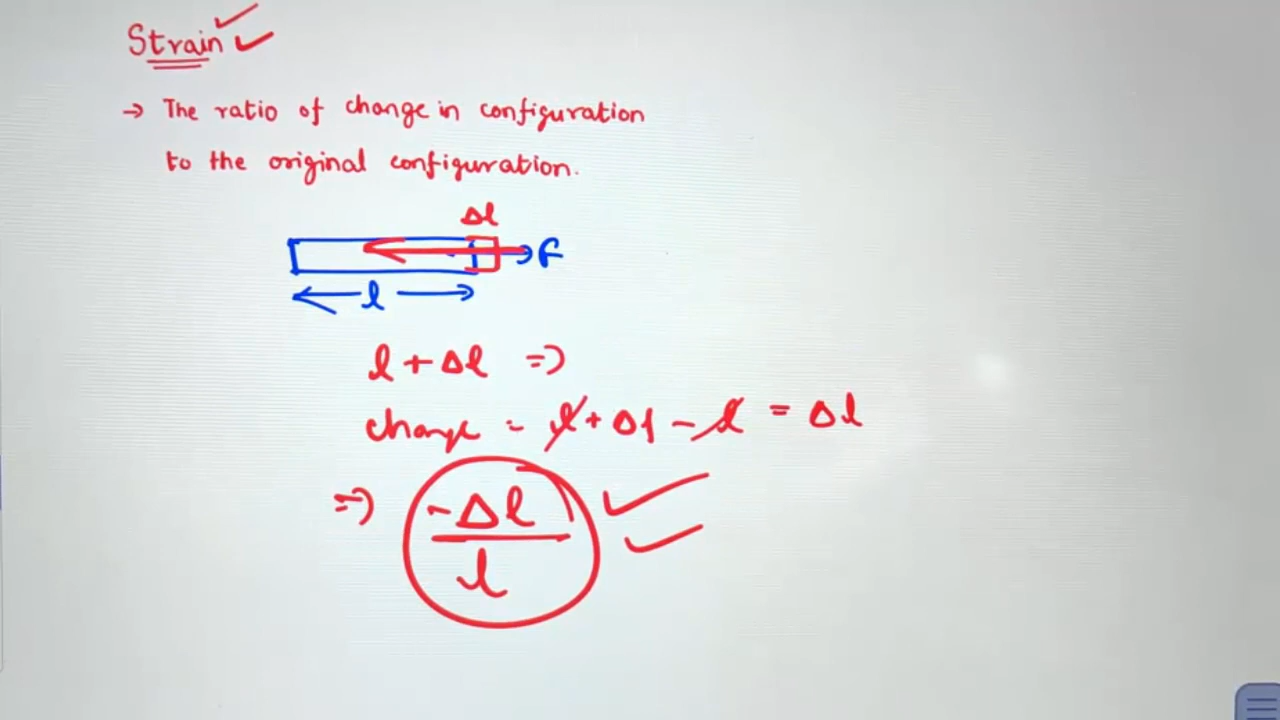 Strain
→ The ratio of change in configuration
to the original configuration.
Δl
F
l
l + Δl ⇒
change = l + Δl - l = Δl
⇒ -Δl
l